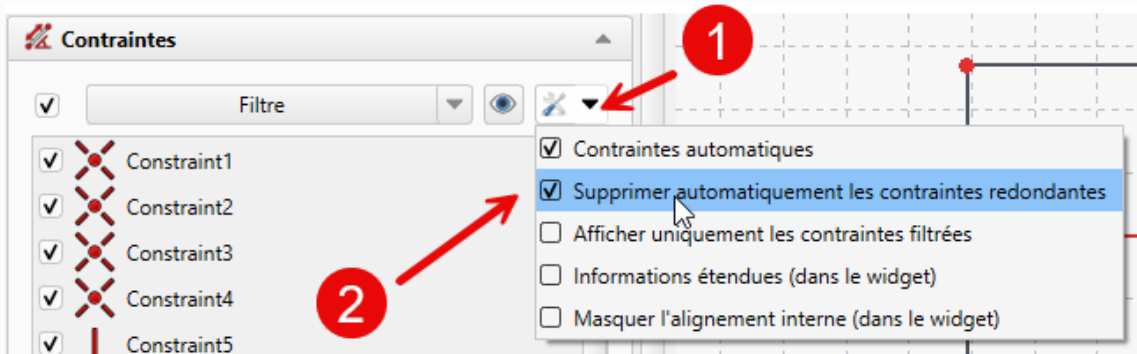 Contraintes
1
Filtre
Contraintes automatiques
Constraint1
Supprimer automatiquement les contraintes redondantes
Constraint2
Afficher uniquement les contraintes filtrées
Constraint3
Informations étendues (dans le widget)
Constraint4
2
Masquer l'alignement interne (dans le widget)
Constraint5